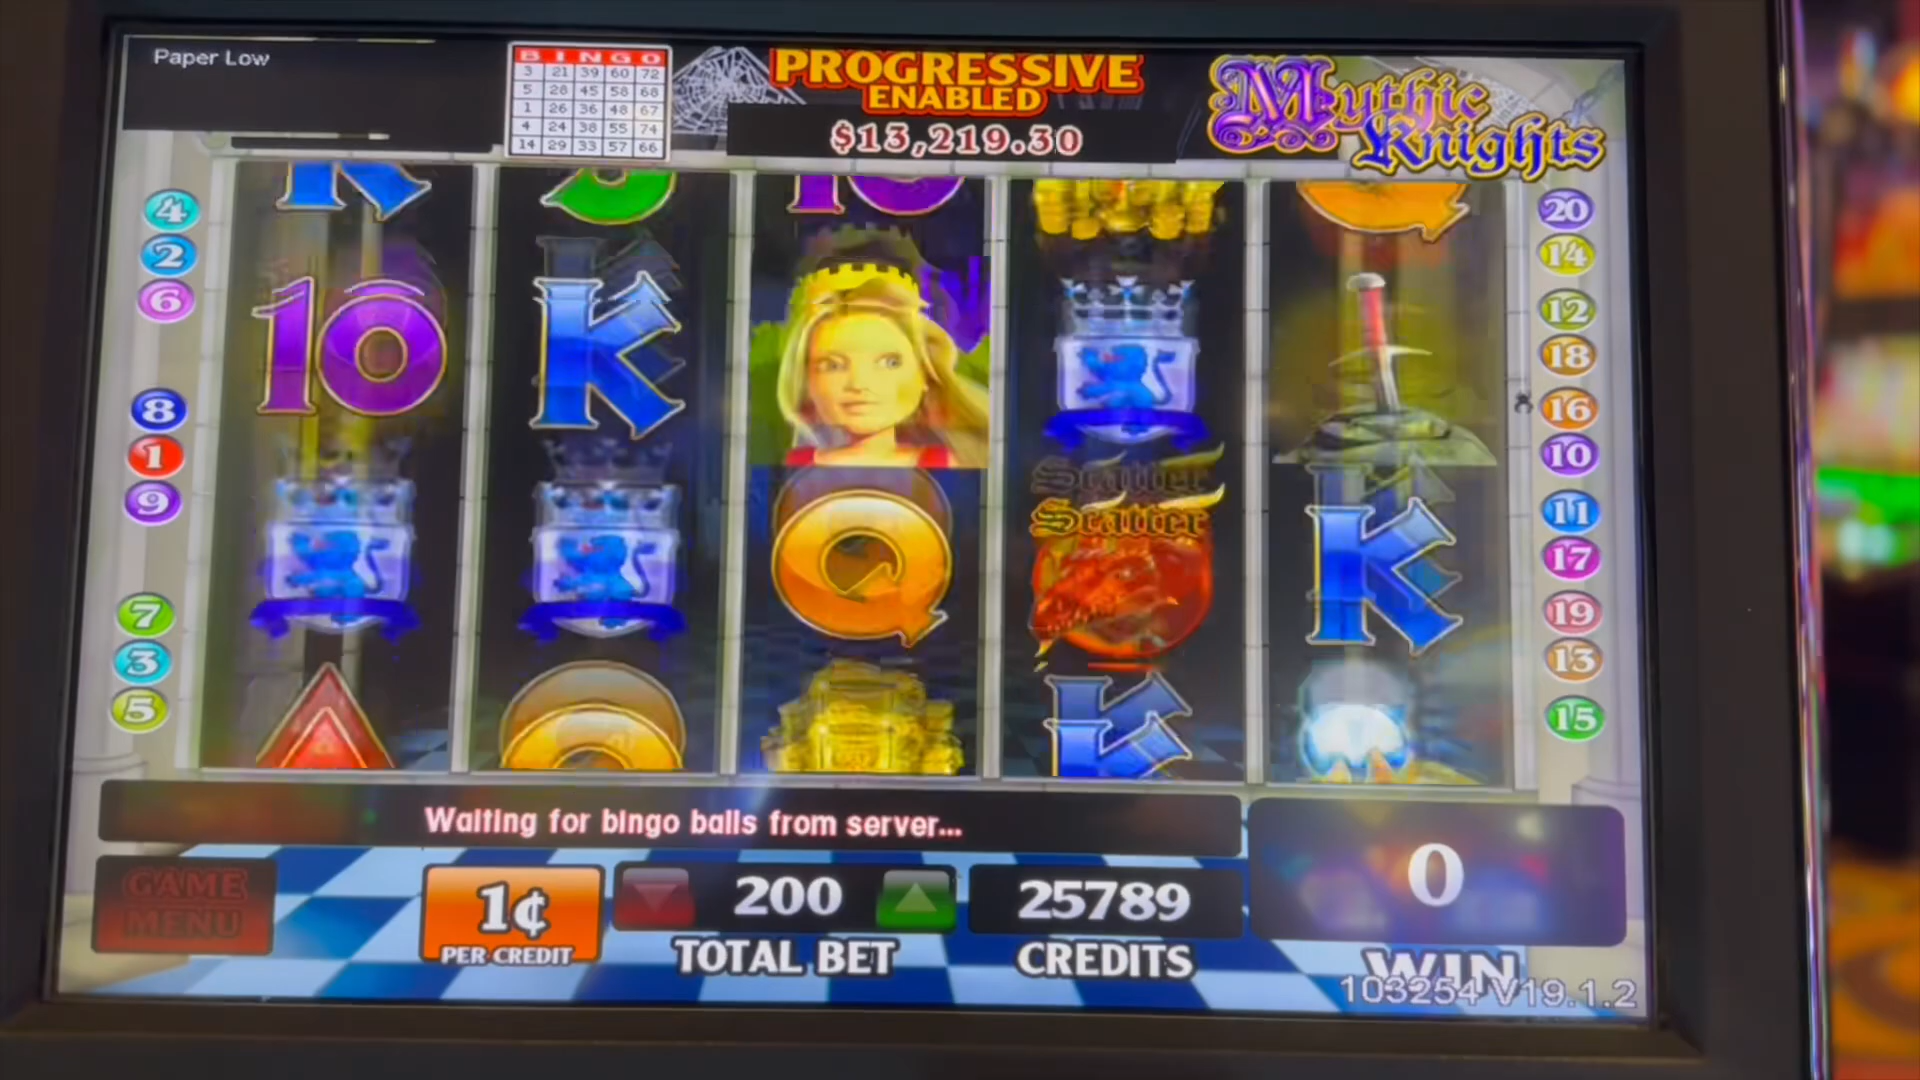 Paper Low
BINGO
3 21 39 60 72
5 28 45 58 68
1 26 36 48 67
4 24 38 55 74
14 29 33 57 66
PROGRESSIVE
ENABLED
$13,219.30
Mythic
Knights
4
2
6
8
1
9
7
3
5
K
10
K
Q
Scatter
Scatter
K
K
20
14
12
18
16
10
11
17
19
13
15
Waiting for bingo balls from server...
GAME
MENU
1¢
PER CREDIT
200
TOTAL BET
25789
CREDITS
0
WIN
103254 V19.1.2